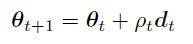 θ_{t+1} = θ_t + ρ_t d_t